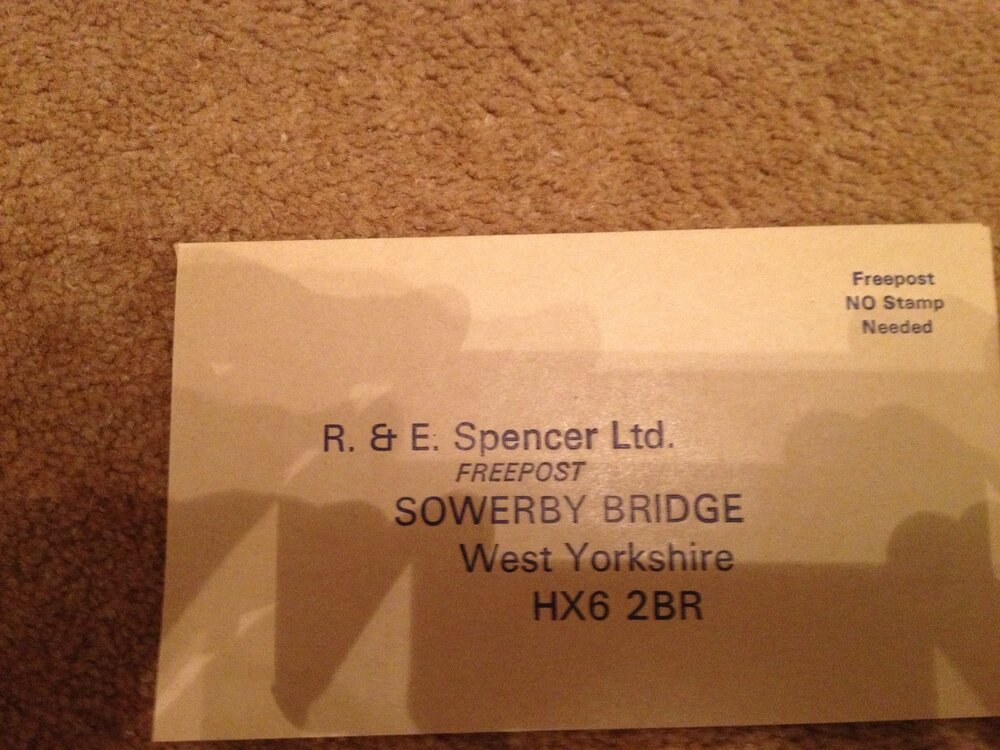 Freepost
NO Stamp
Needed
R. & E. Spencer Ltd.
FREEPOST
SOWERBY BRIDGE
West Yorkshire
HX6 2BR